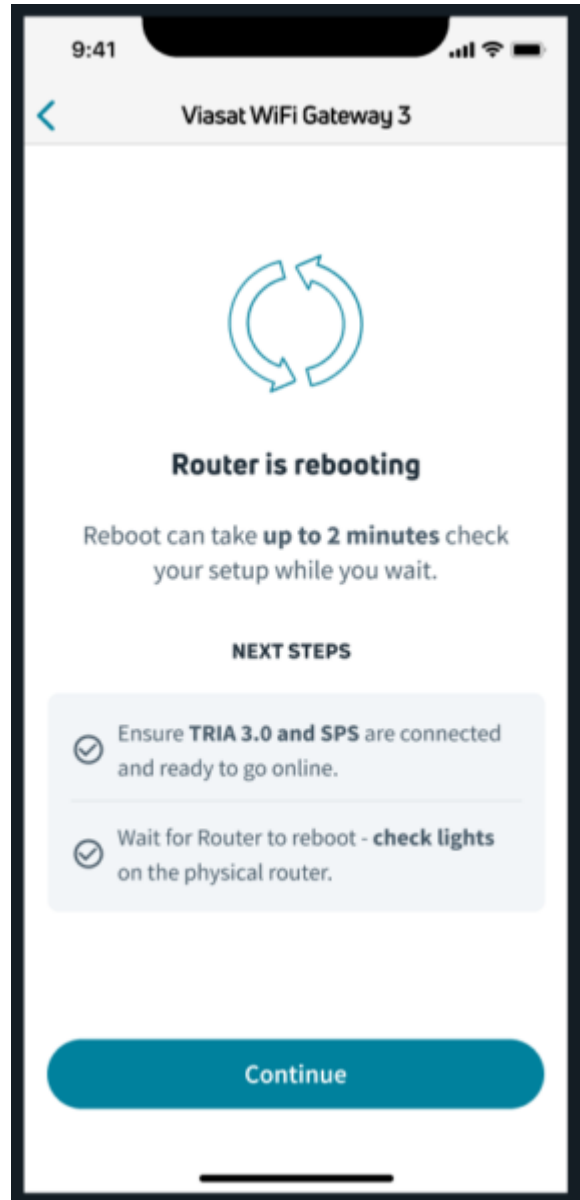 9:41
Viasat WiFi Gateway 3
Router is rebooting
Reboot can take up to 2 minutes check
your setup while you wait.
NEXT STEPS
Ensure TRIA 3.0 and SPS are connected
and ready to go online.
Wait for Router to reboot - check lights
on the physical router.
Continue